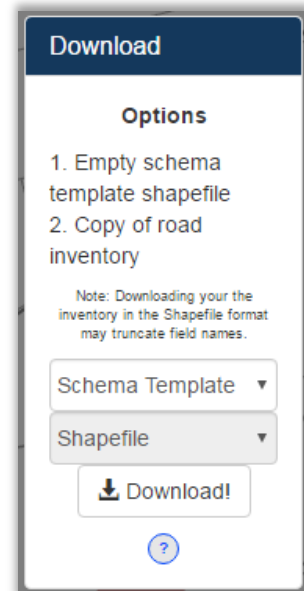 Download
Options
1. Empty schema
template shapefile
2. Copy of road
inventory
Note: Downloading your the
inventory in the Shapefile format
may truncate field names.
Schema Template ▼
Shapefile ▼
Download!
?